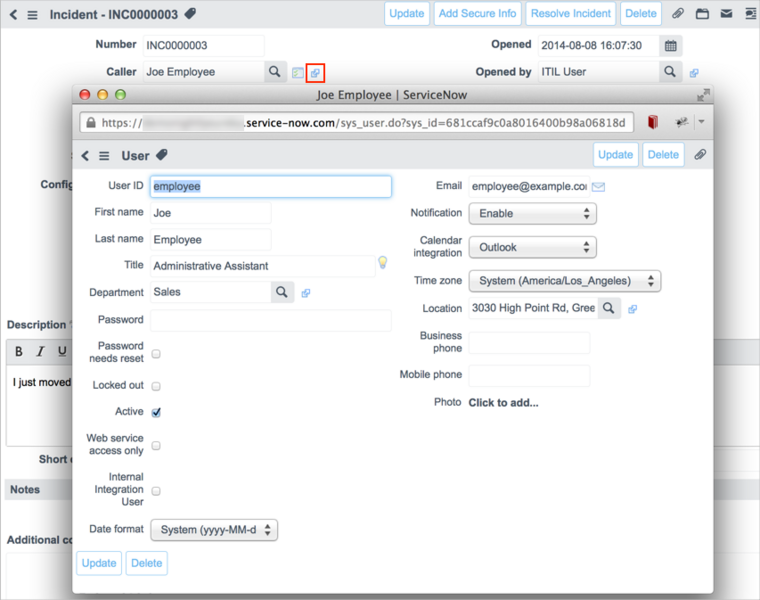 Incident - INC0000003 Update Add Secure Info Resolve Incident Delete
Number INC0000003 Opened 2014-08-08 16:07:30
Caller Joe Employee Opened by ITIL User
Joe Employee | ServiceNow
https:// .service-now.com/sys_user.do?sys_id=681ccaf9c0a8016400b98a06818d
User Update Delete
User ID employee
First name Joe
Last name Employee
Title Administrative Assistant
Department Sales
Password
Password
needs reset
Locked out
Active
Web service
access only
Internal
Integration
User
Date format System (yyyy-MM-d
Update Delete
Email employee@example.co
Notification Enable
Calendar
integration Outlook
Time zone System (America/Los_Angeles)
Location 3030 High Point Rd, Gree
Business
phone
Mobile phone
Photo Click to add...
Config
Description
B I U
I just moved
Short
Notes
Additional co